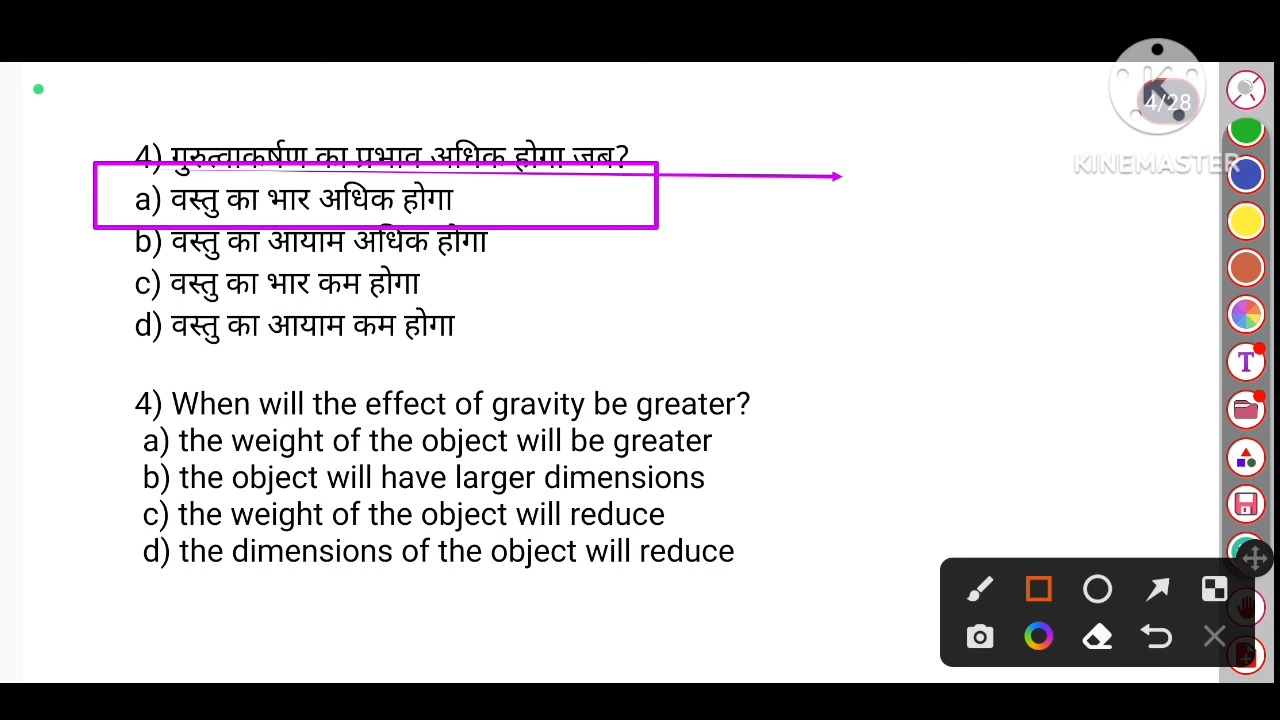 4/28
KINEMASTER
4) गुरुत्वाकर्षण का प्रभाव अधिक होगा जब?
a) वस्तु का भार अधिक होगा
b) वस्तु का आयाम अधिक होगा
c) वस्तु का भार कम होगा
d) वस्तु का आयाम कम होगा
4) When will the effect of gravity be greater?
a) the weight of the object will be greater
b) the object will have larger dimensions
c) the weight of the object will reduce
d) the dimensions of the object will reduce
T